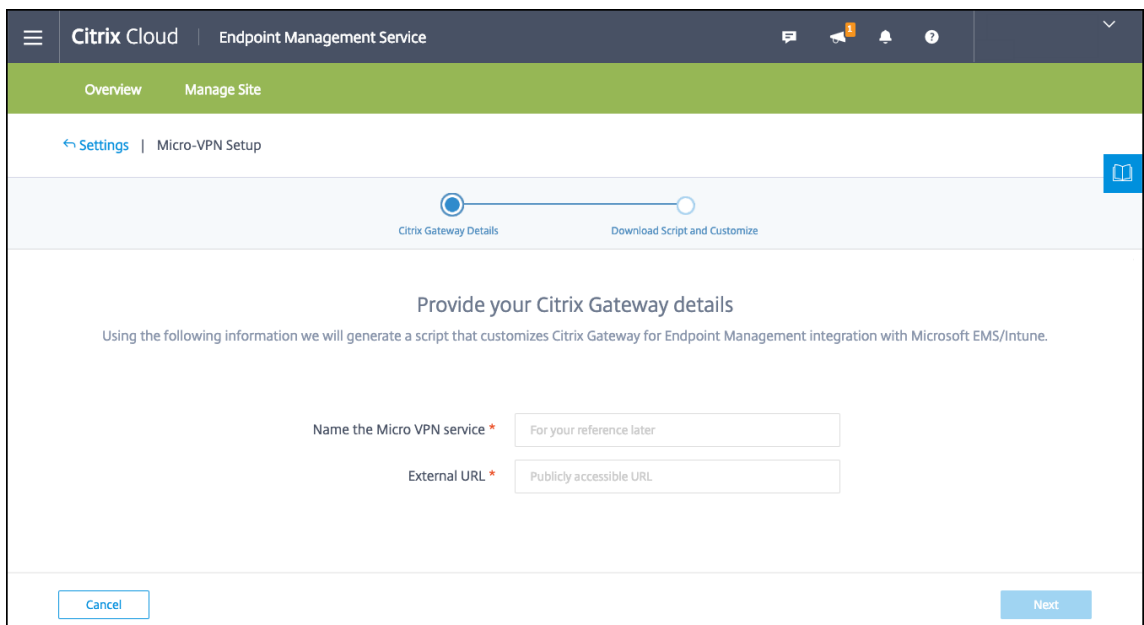 Citrix Cloud | Endpoint Management Service 1 ?
Overview Manage Site
Settings | Micro-VPN Setup
Citrix Gateway Details Download Script and Customize
Provide your Citrix Gateway details
Using the following information we will generate a script that customizes Citrix Gateway for Endpoint Management integration with Microsoft EMS/Intune.
Name the Micro VPN service * For your reference later
External URL * Publicly accessible URL
Cancel Next